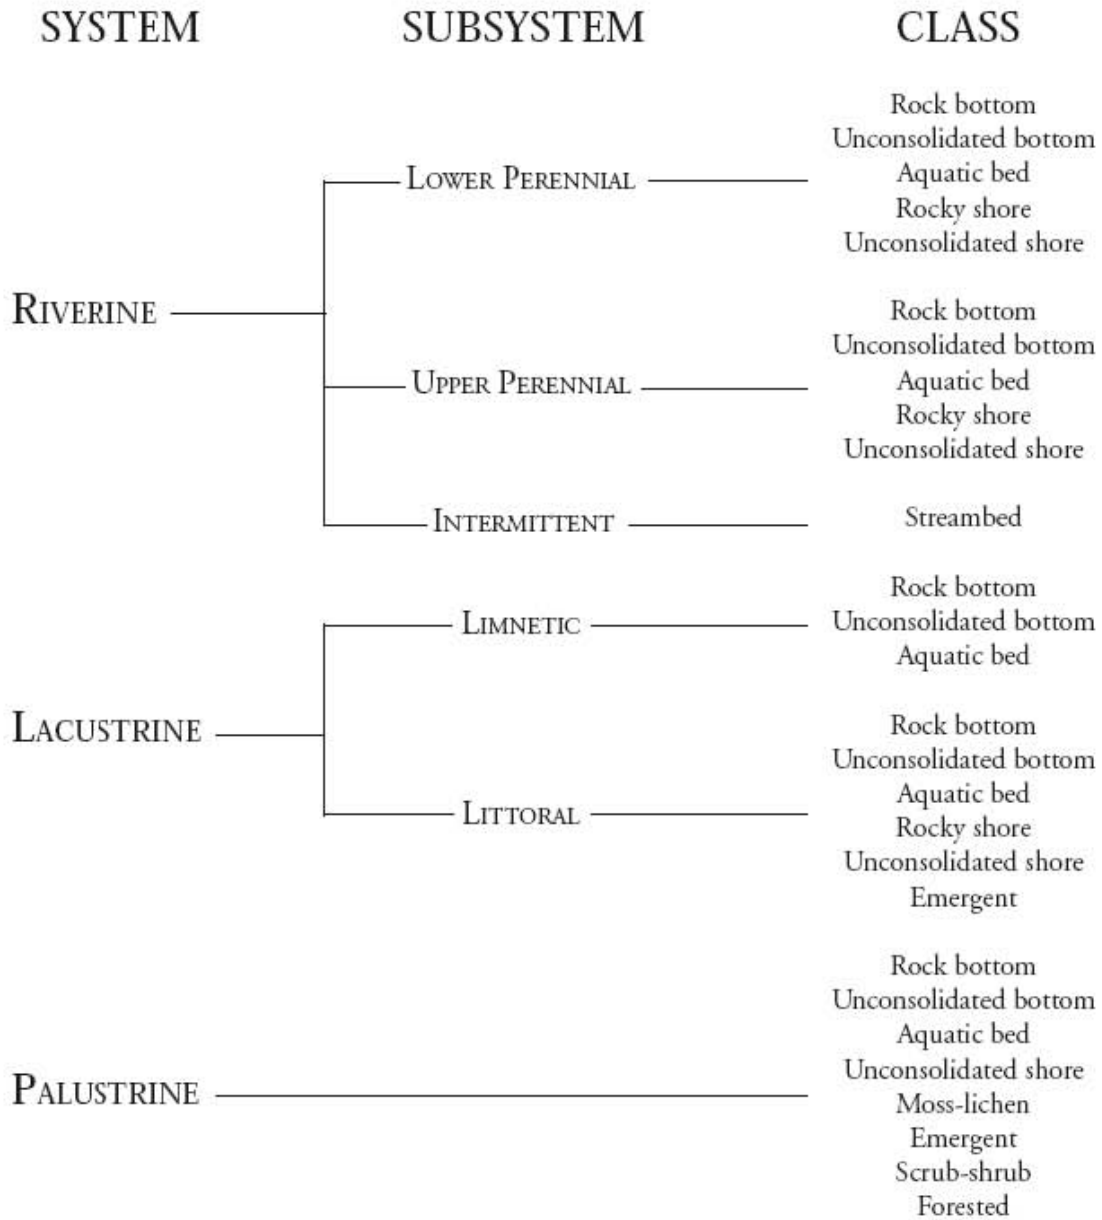 SYSTEM SUBSYSTEM CLASS
Rock bottom
Unconsolidated bottom
LOWER PERENNIAL Aquatic bed
Rocky shore
Unconsolidated shore
RIVERINE Rock bottom
Unconsolidated bottom
UPPER PERENNIAL Aquatic bed
Rocky shore
Unconsolidated shore
INTERMITTENT Streambed
Rock bottom
LIMNETIC Unconsolidated bottom
Aquatic bed
LACUSTRINE Rock bottom
Unconsolidated bottom
Aquatic bed
LITTORAL Rocky shore
Unconsolidated shore
Emergent
Rock bottom
Unconsolidated bottom
Aquatic bed
Unconsolidated shore
PALUSTRINE Moss-lichen
Emergent
Scrub-shrub
Forested